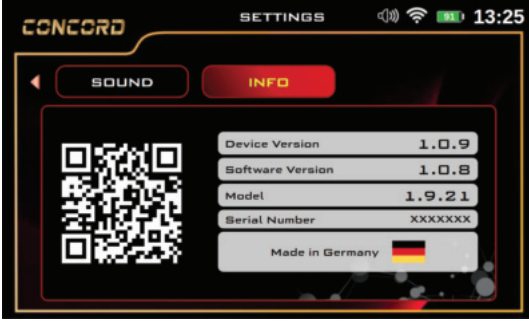 CONCORD
SETTINGS
91
13:25
SOUND
INFO
Device Version 1.0.9
Software Version 1.0.8
Model 1.9.21
Serial Number XXXXXXX
Made in Germany